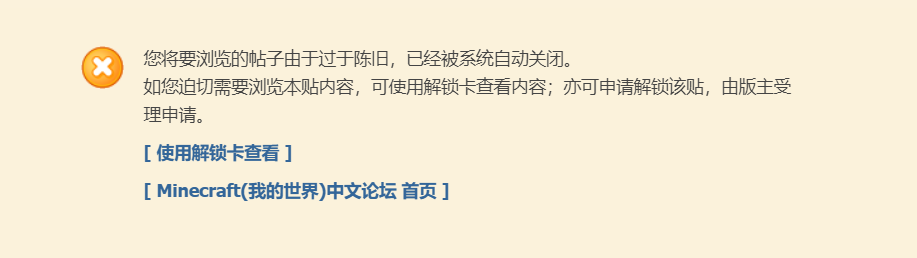 您将要浏览的帖子由于过于陈旧，已经被系统自动关闭。
如您迫切需要浏览本贴内容，可使用解锁卡查看内容；亦可申请解锁该贴，由版主受
理申请。
[ 使用解锁卡查看 ]
[ Minecraft(我的世界)中文论坛 首页 ]